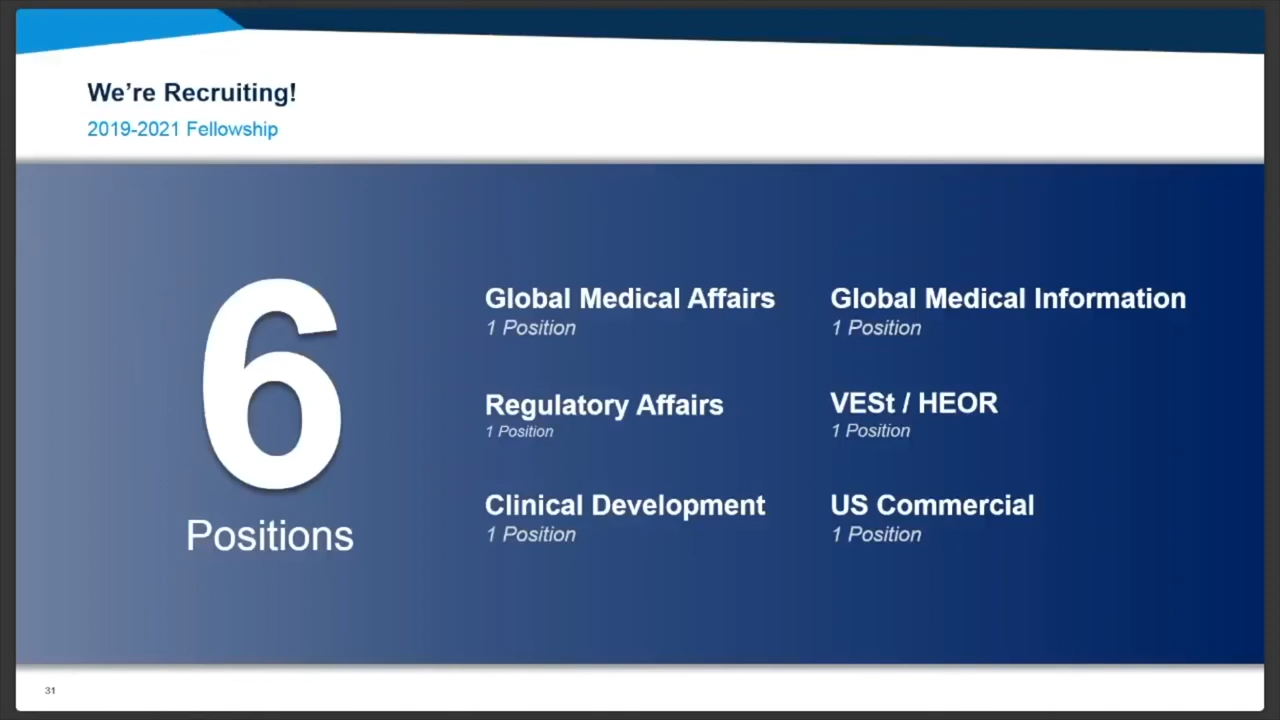 We're Recruiting!
2019-2021 Fellowship
6
Positions
Global Medical Affairs
1 Position
Regulatory Affairs
1 Position
Clinical Development
1 Position
Global Medical Information
1 Position
VESt / HEOR
1 Position
US Commercial
1 Position
31